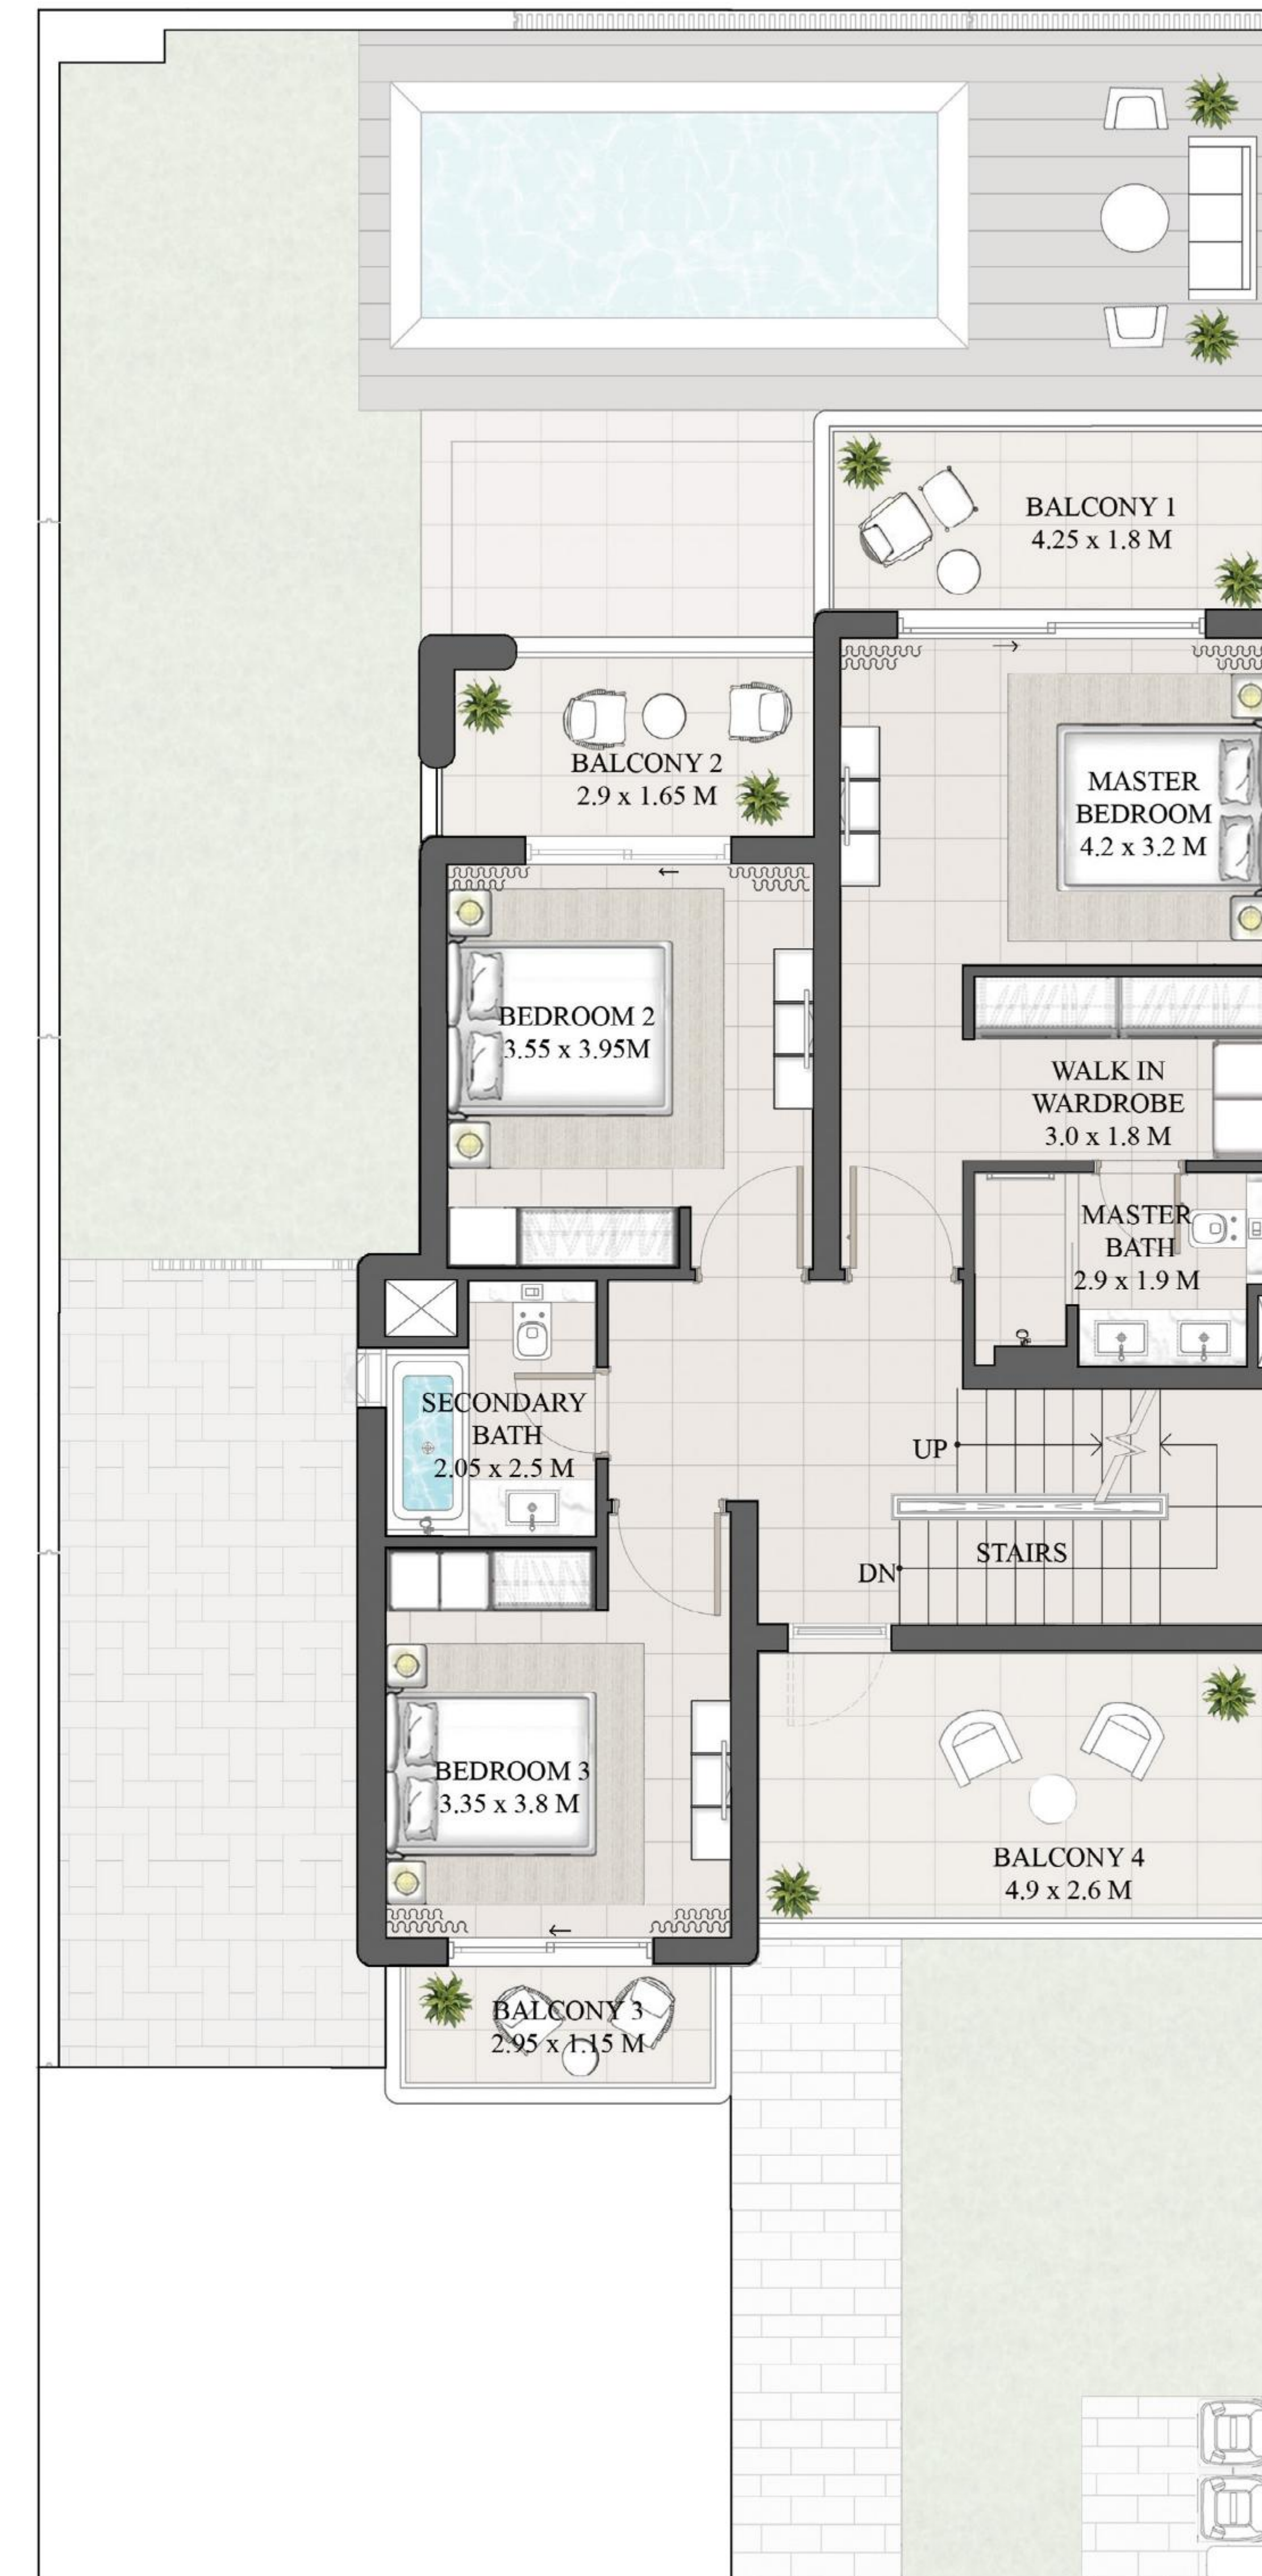 BALCONY 1
4.25 x 1.8 M
BALCONY 2
2.9 x 1.65 M
MASTER
BEDROOM
4.2 x 3.2 M
BEDROOM 2
3.55 x 3.95M
WALK IN
WARDROBE
3.0 x 1.8 M
MASTER
BATH
2.9 x 1.9 M
SECONDARY
BATH
2.05 x 2.5 M
UP
STAIRS
DN
BEDROOM 3
3.35 x 3.8 M
BALCONY 4
4.9 x 2.6 M
BALCONY 3
2.95 x 1.15 M